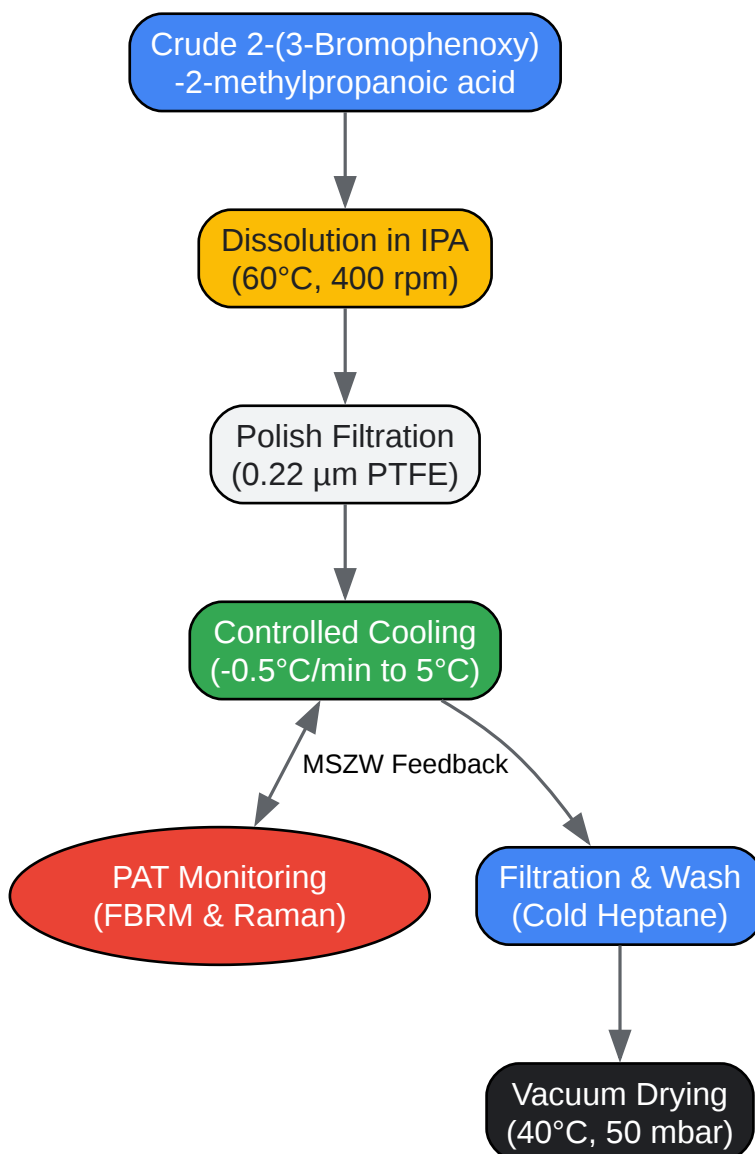 Crude 2-(3-Bromophenoxy)
-2-methylpropanoic acid
Dissolution in IPA
(60°C, 400 rpm)
Polish Filtration
(0.22 µm PTFE)
Controlled Cooling
(-0.5°C/min to 5°C)
MSZW Feedback
PAT Monitoring
(FBRM & Raman)
Filtration & Wash
(Cold Heptane)
Vacuum Drying
(40°C, 50 mbar)